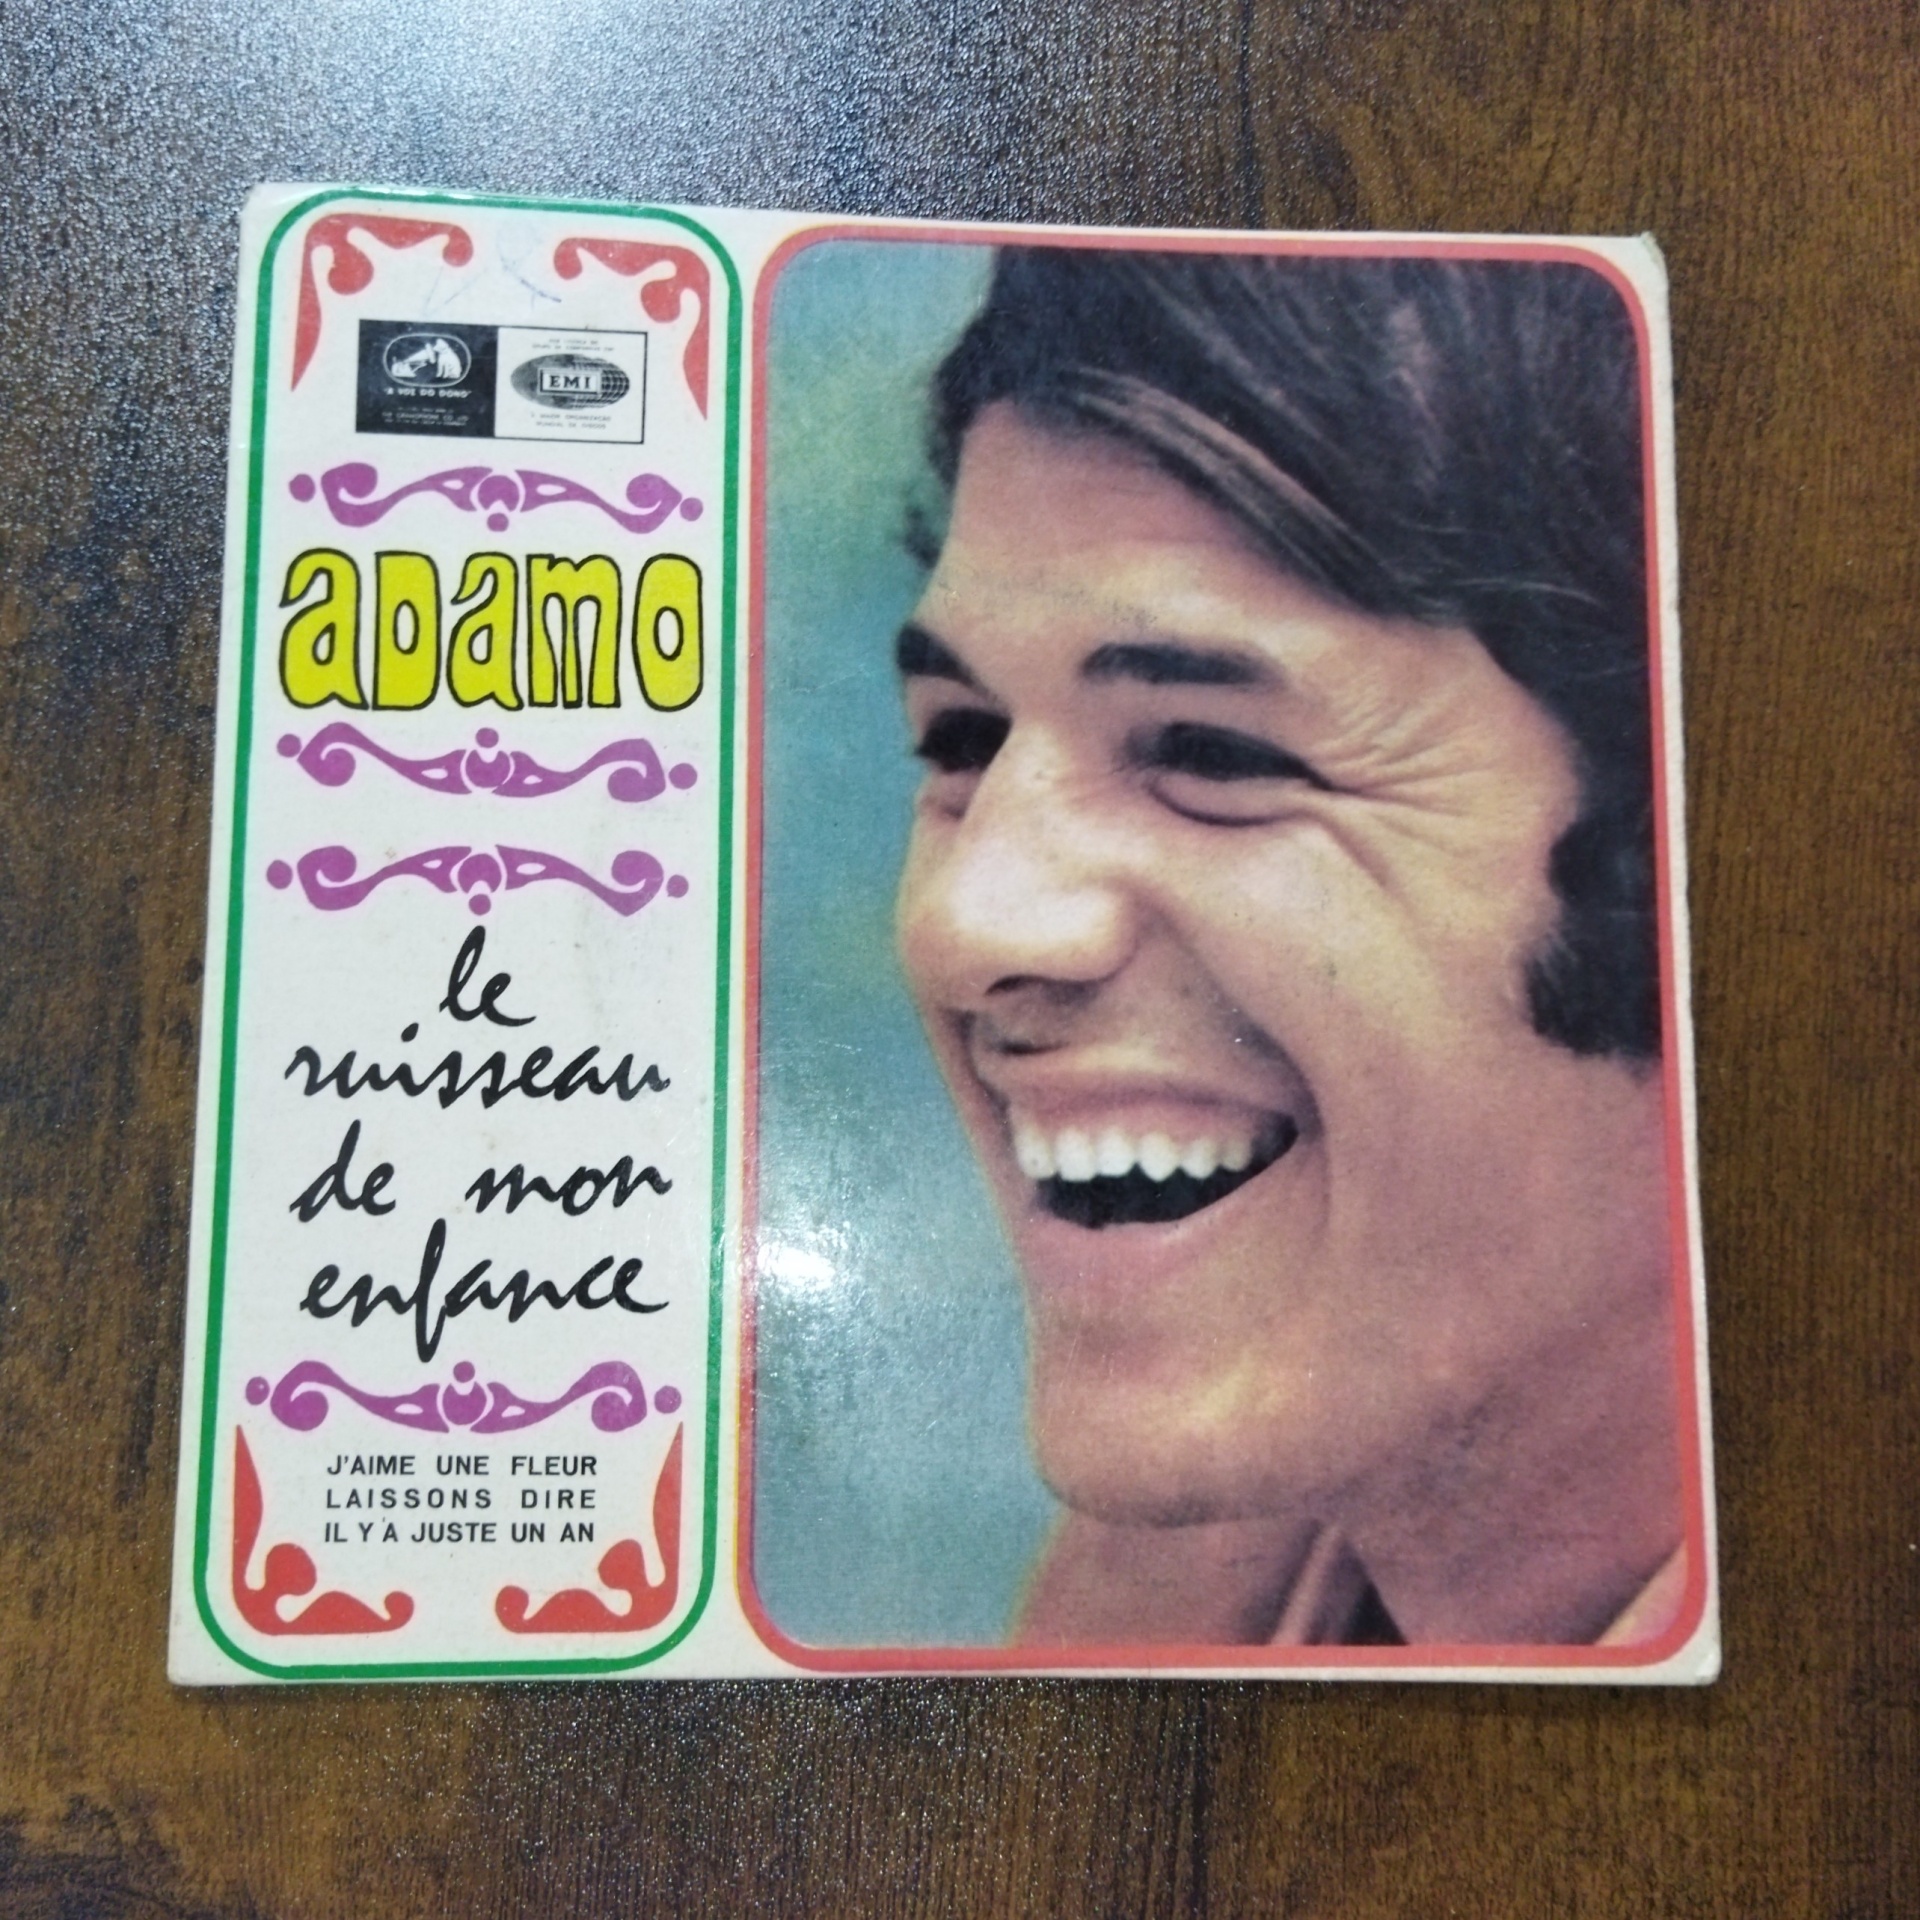 "A VOZ DO DONO"
EMI
ADAMO
le
ruisseau
de mon
enfance
J'AIME UNE FLEUR
LAISSONS DIRE
IL Y A JUSTE UN AN